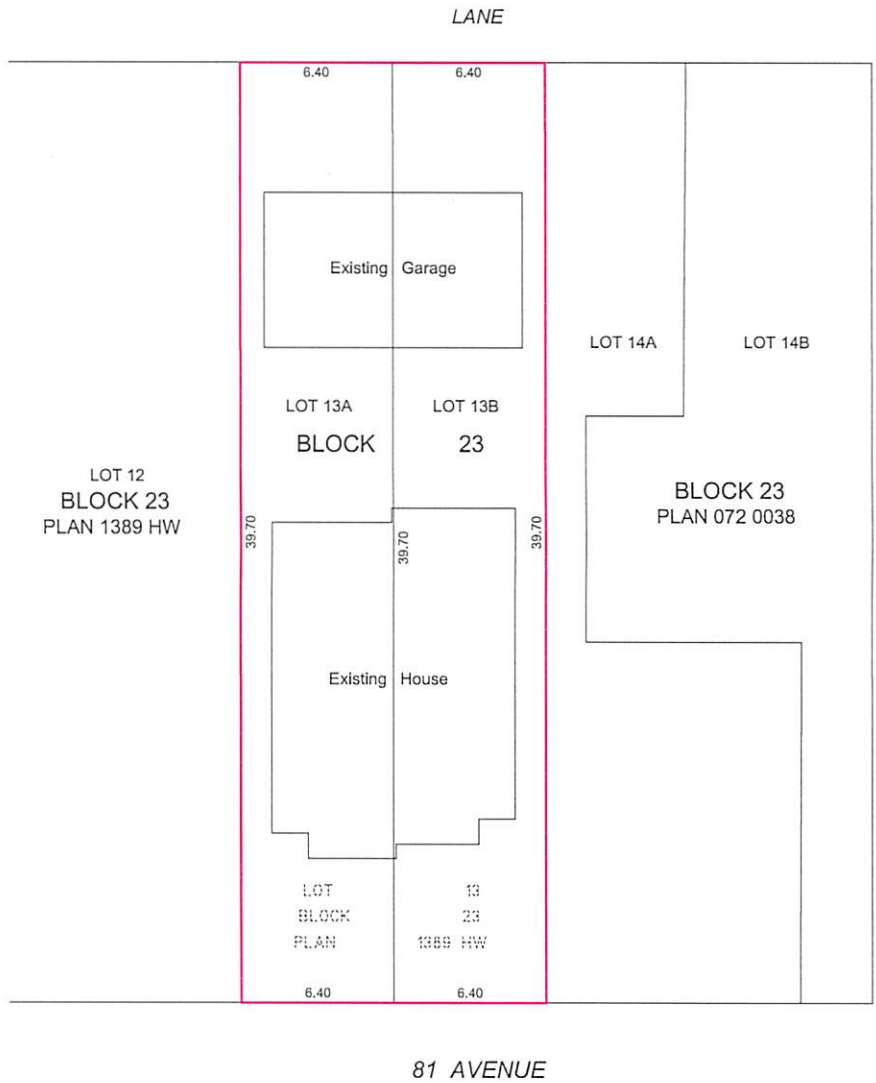 LANE
6.40 6.40
Existing Garage
LOT 14A LOT 14B
LOT 13A LOT 13B
BLOCK 23
LOT 12
BLOCK 23
PLAN 1389 HW
BLOCK 23
PLAN 072 0038
39.70 39.70 39.70
Existing House
LOT 13
BLOCK 23
PLAN 1389 HW
6.40 6.40
81 AVENUE